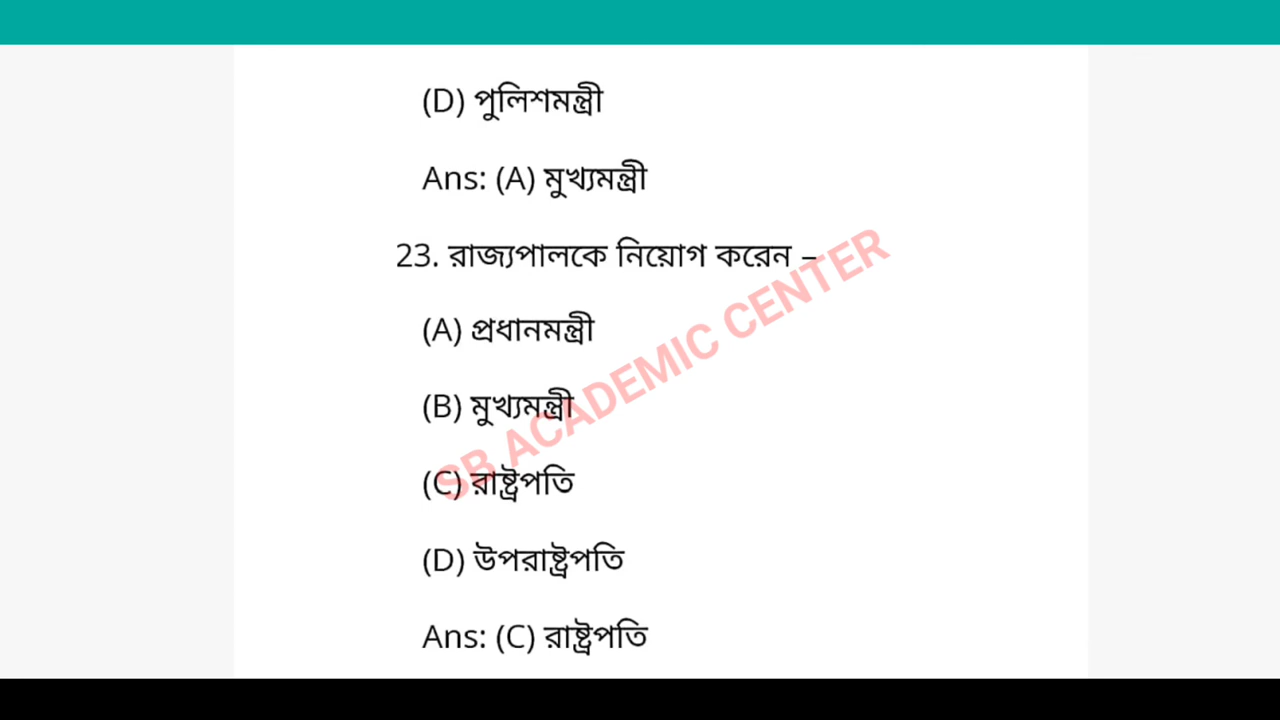 (D) পুলিশমন্ত্রী
Ans: (A) মুখ্যমন্ত্রী
23. রাজ্যপালকে নিয়োগ করেন –
(A) প্রধানমন্ত্রী
(B) মুখ্যমন্ত্রী
(C) রাষ্ট্রপতি
(D) উপরাষ্ট্রপতি
Ans: (C) রাষ্ট্রপতি
SB ACADEMIC CENTER